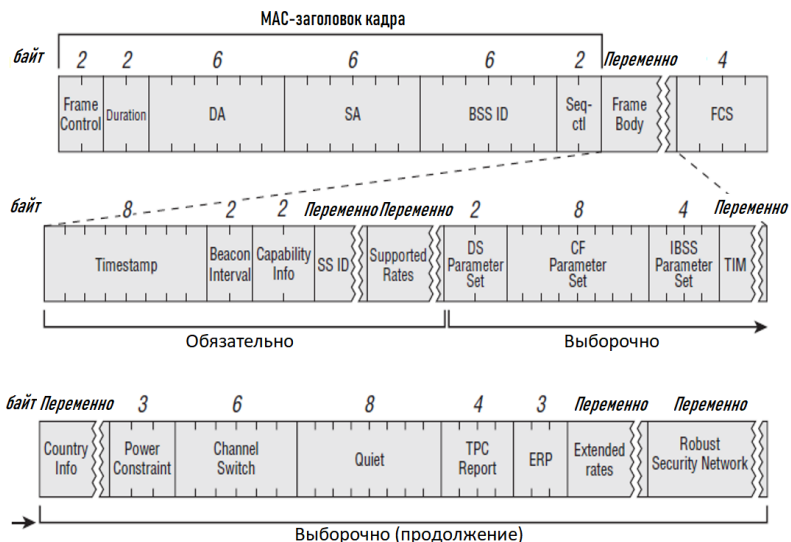 MAC-заголовок кадра
байт 2 2 6 6 6 2 Переменно 4
Frame Control Duration DA SA BSS ID Seq-ctl Frame Body FCS
байт 8 2 2 Переменно Переменно 2 8 4 Переменно
Timestamp Beacon Interval Capability Info SS ID Supported Rates DS Parameter Set CF Parameter Set IBSS Parameter Set TIM
Обязательно Выборочно
байт Переменно 3 6 8 4 3 Переменно Переменно
Country Info Power Constraint Channel Switch Quiet TPC Report ERP Extended rates Robust Security Network
Выборочно (продолжение)